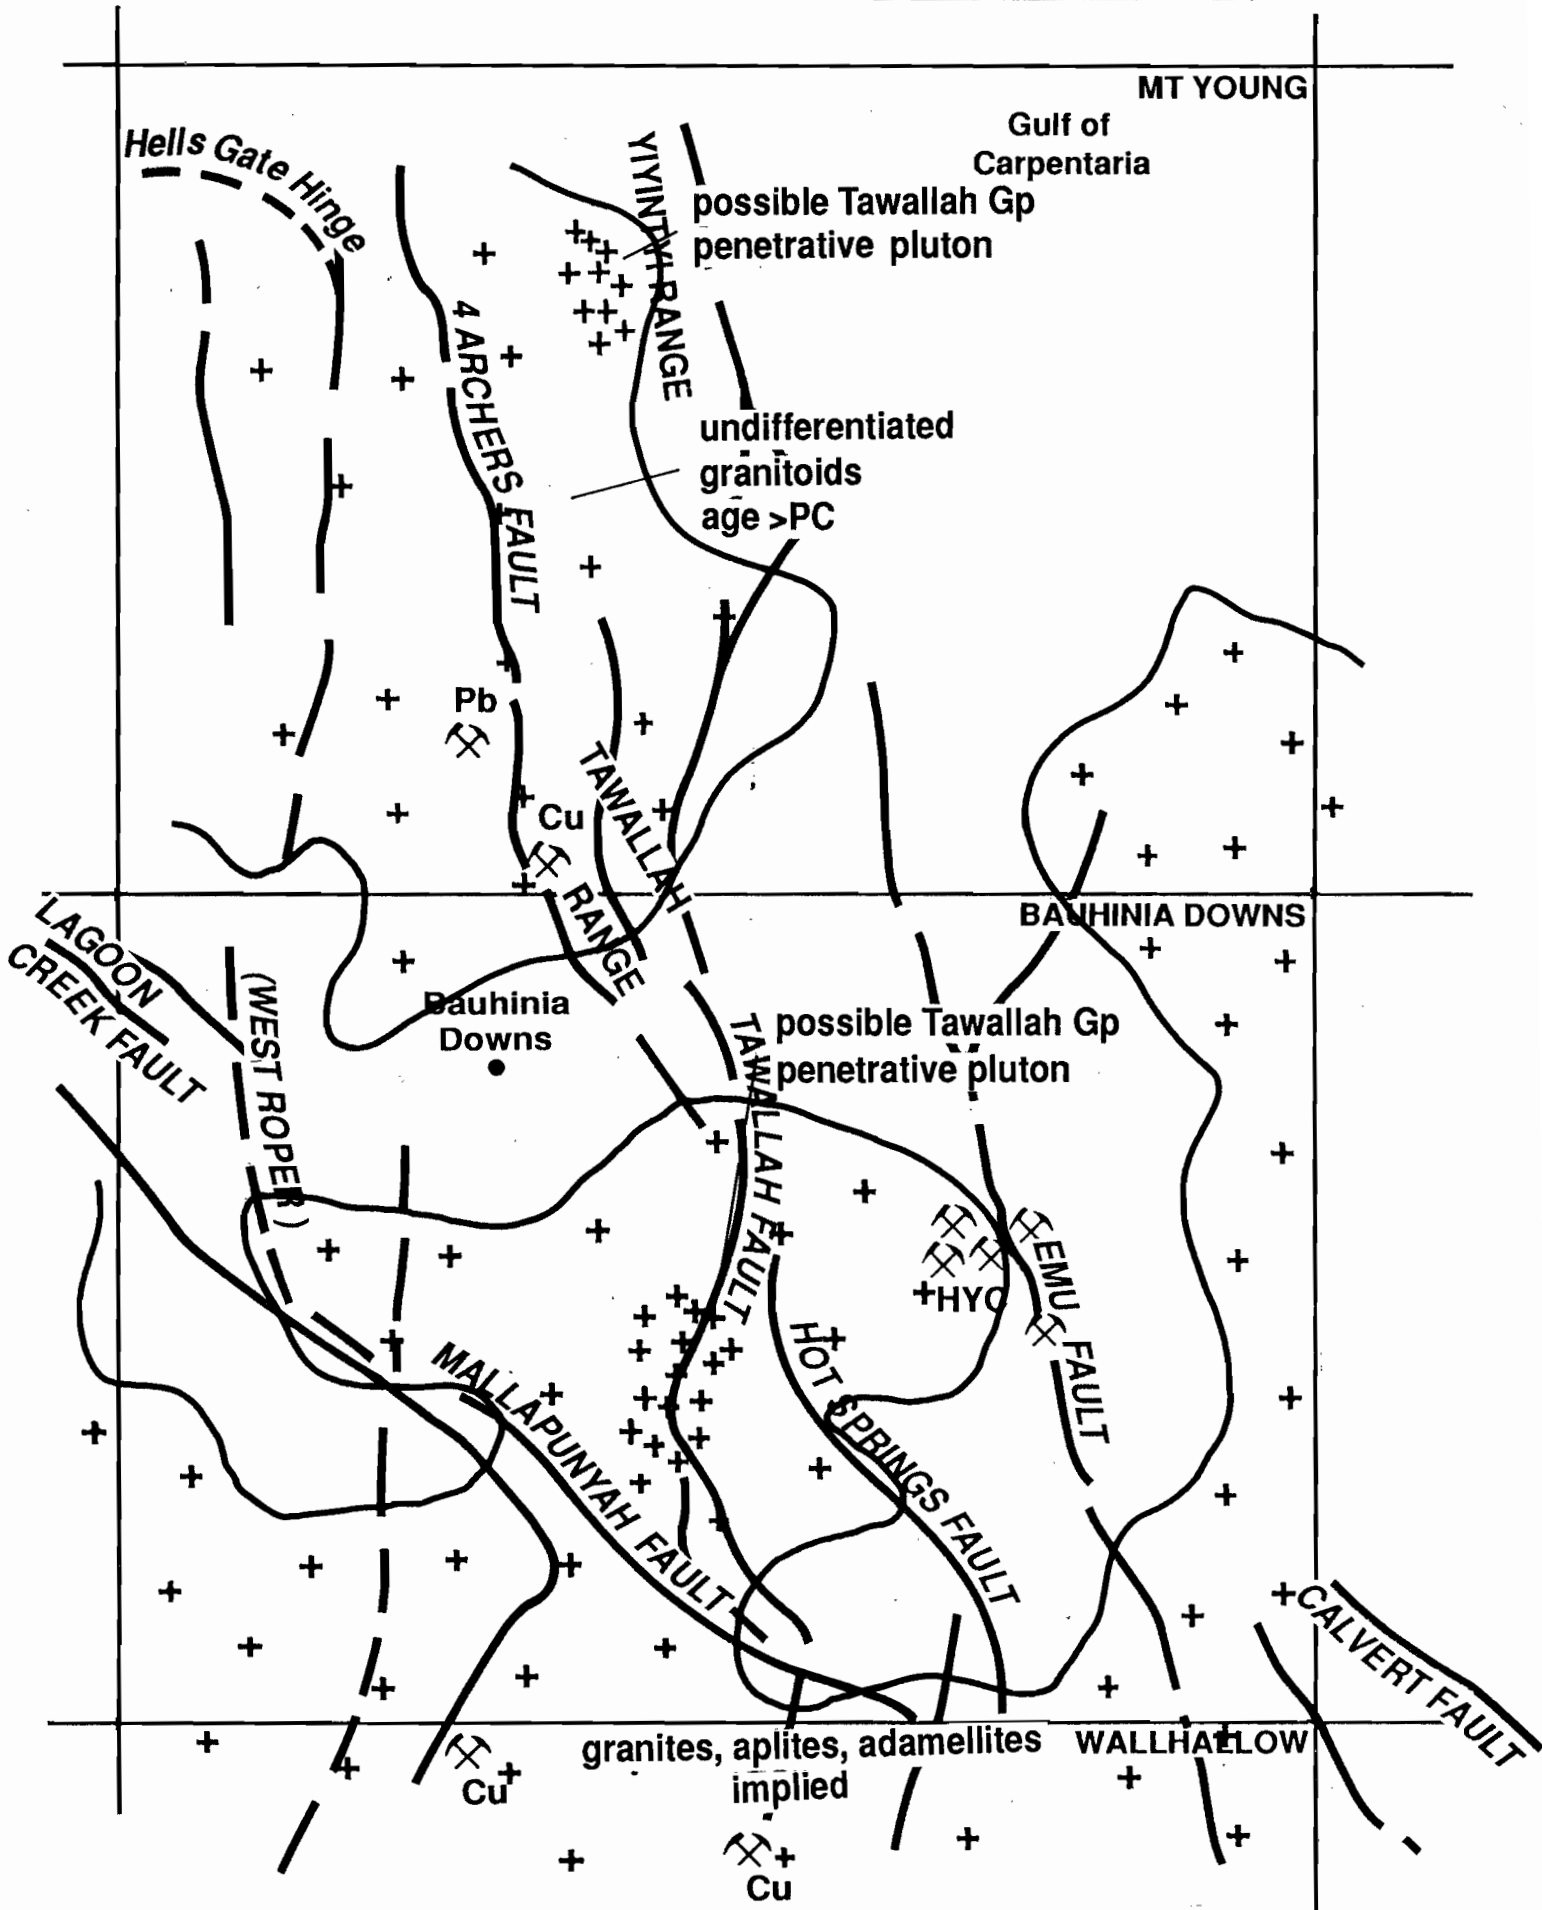 MT YOUNG
Gulf of
Carpentaria
Hells Gate Hinge
YIYINTYI RANGE
possible Tawallah Gp
penetrative pluton
4 ARCHERS FAULT
undifferentiated
granitoids
age >PC
Pb
Cu
TAWALLAH
RANGE
BAUHINIA DOWNS
LAGOON
CREEK FAULT
(WEST ROPER)
Bauhinia
Downs
possible Tawallah Gp
penetrative pluton
TAWALLAH FAULT
HYC
EMU FAULT
HOT SPRINGS FAULT
MALLAPUNYAH FAULT
CALVERT FAULT
granites, aplites, adamellites
implied
WALLHALLOW
Cu
Cu